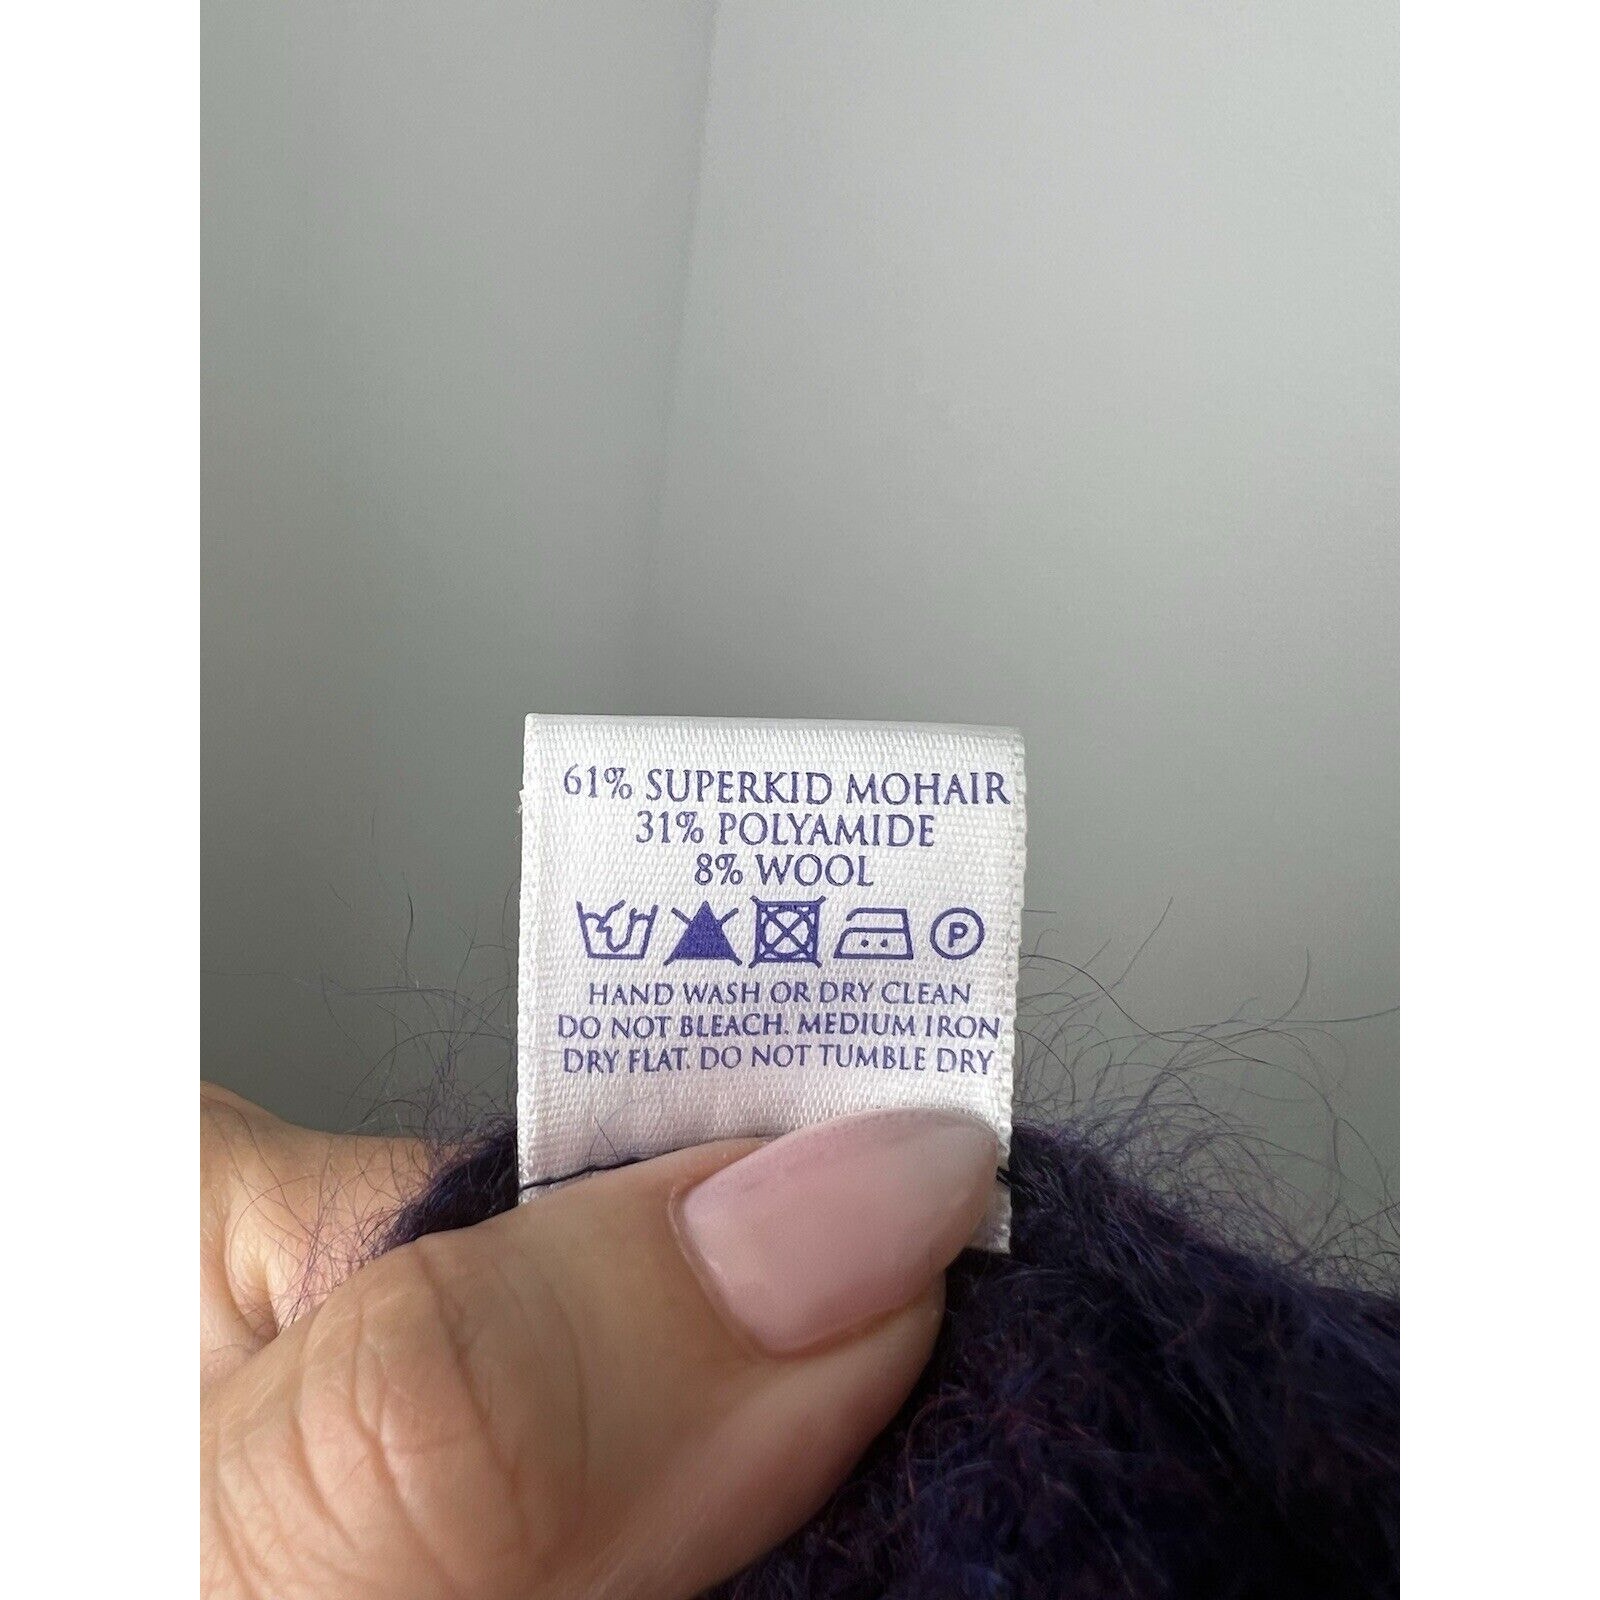 61% SUPERKID MOHAIR
31% POLYAMIDE
8% WOOL
P
HAND WASH OR DRY CLEAN
DO NOT BLEACH. MEDIUM IRON
DRY FLAT. DO NOT TUMBLE DRY